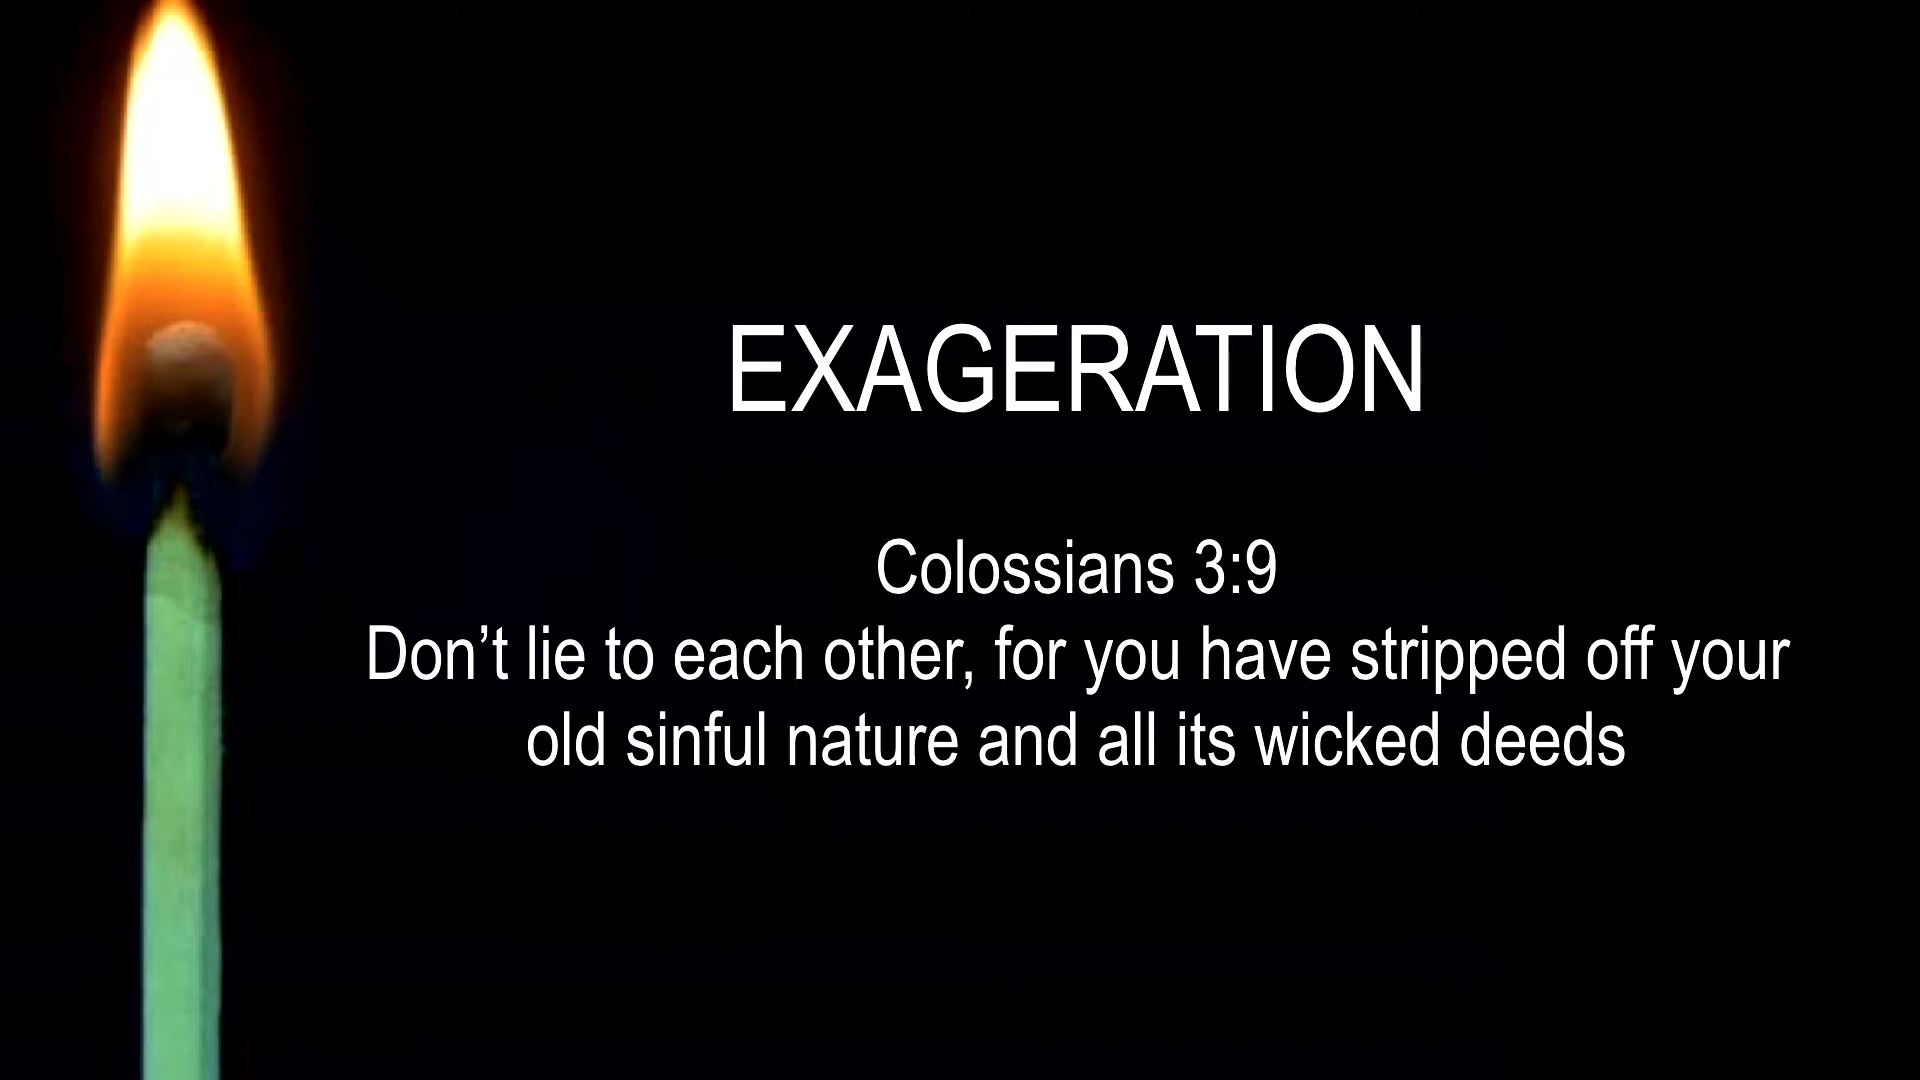 EXAGERATION
Colossians 3:9
Don’t lie to each other, for you have stripped off your
old sinful nature and all its wicked deeds